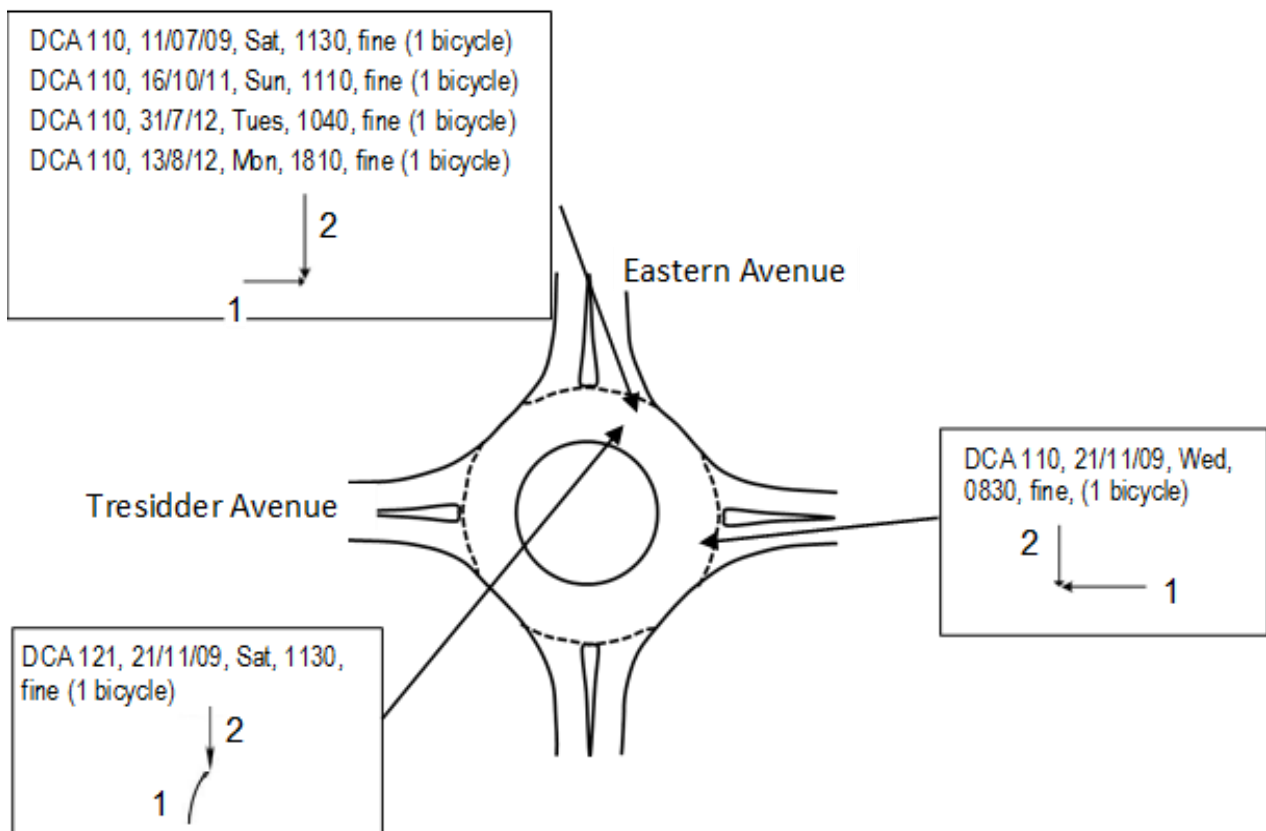 DCA 110, 11/07/09, Sat, 1130, fine (1 bicycle)
DCA 110, 16/10/11, Sun, 1110, fine (1 bicycle)
DCA 110, 31/7/12, Tues, 1040, fine (1 bicycle)
DCA 110, 13/8/12, Mon, 1810, fine (1 bicycle)
2
1
Eastern Avenue
Tresidder Avenue
DCA 110, 21/11/09, Wed,
0830, fine, (1 bicycle)
2
1
DCA 121, 21/11/09, Sat, 1130,
fine (1 bicycle)
2
1